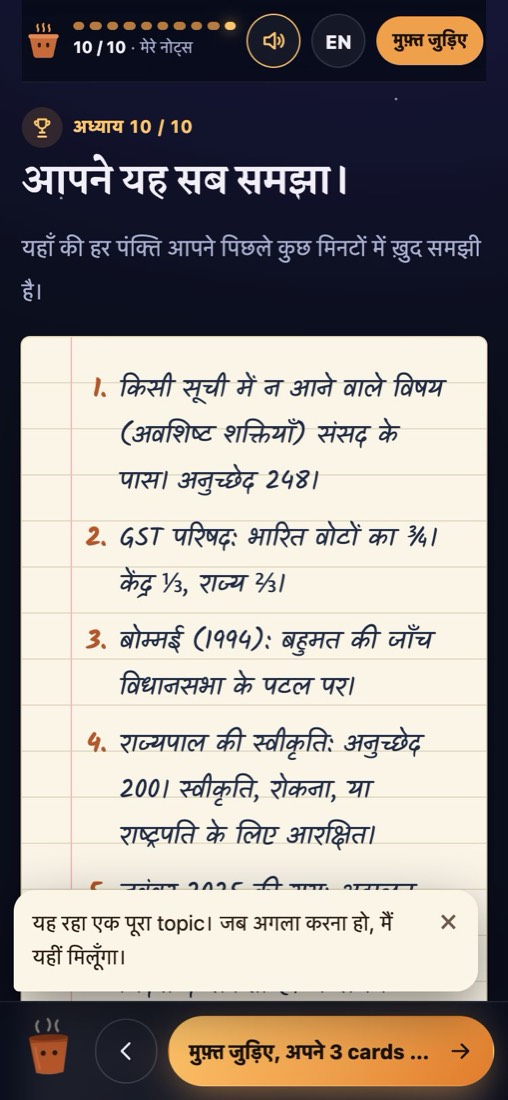 10 / 10 · मेरे नोट्स
EN
मुफ़्त जुड़िए
अध्याय 10 / 10
आपने यह सब समझा।
यहाँ की हर पंक्ति आपने पिछले कुछ मिनटों में ख़ुद समझी
है।
1. किसी सूची में न आने वाले विषय
(अवशिष्ट शक्तियाँ) संसद के
पास। अनुच्छेद 248।
2. GST परिषद: भारित वोटों का ¾।
केंद्र ⅓, राज्य ⅔।
3. बोम्मई (1994): बहुमत की जाँच
विधानसभा के पटल पर।
4. राज्यपाल की स्वीकृति: अनुच्छेद
200। स्वीकृति, रोकना, या
राष्ट्रपति के लिए आरक्षित।
यह रहा एक पूरा topic। जब अगला करना हो, मैं
यहीं मिलूँगा।
मुफ़्त जुड़िए, अपने 3 cards ...